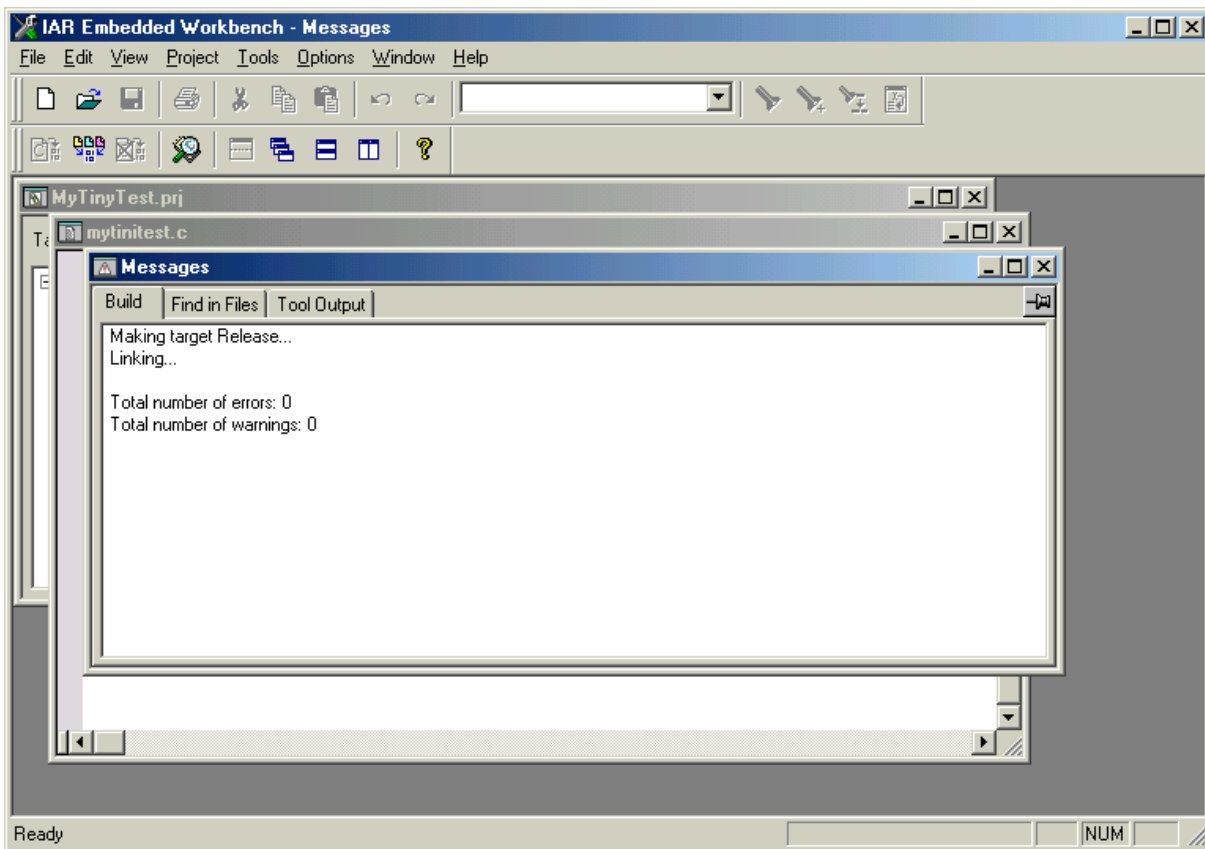 IAR Embedded Workbench - Messages
File Edit View Project Tools Options Window Help
MyTinyTest.prj
mytinitest.c
Messages
Build Find in Files Tool Output
Making target Release...
Linking...
Total number of errors: 0
Total number of warnings: 0
Ready NUM